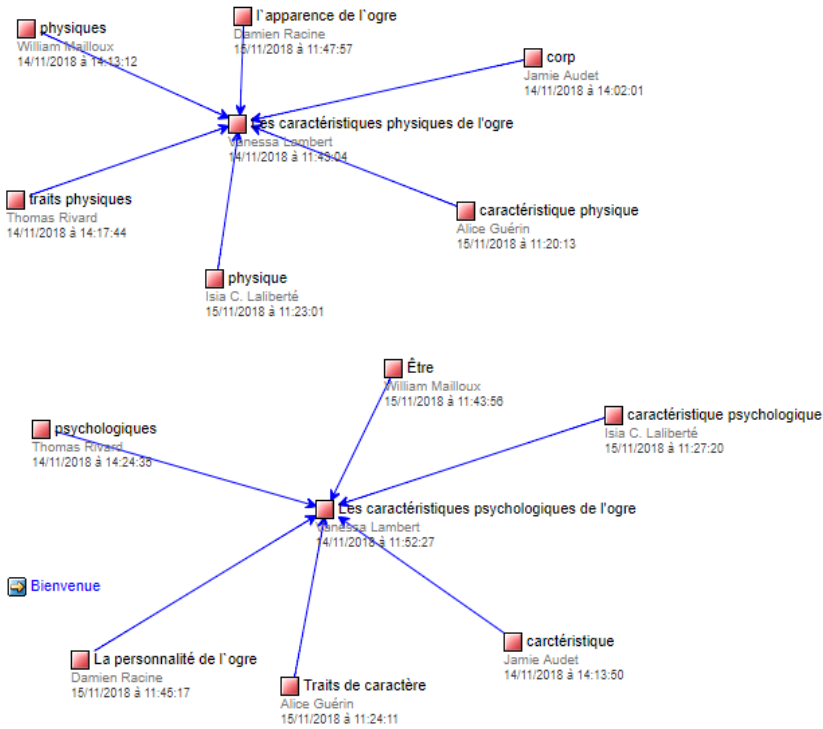 physiques
William Mailloux
14/11/2018 à 14:13:12
l`apparence de l`ogre
Damien Racine
15/11/2018 à 11:47:57
corp
Jamie Audet
14/11/2018 à 14:02:01
Les caractéristiques physiques de l'ogre
Vanessa Lambert
14/11/2018 à 11:43:04
traits physiques
Thomas Rivard
14/11/2018 à 14:17:44
caractéristique physique
Alice Guérin
15/11/2018 à 11:20:13
physique
Isia C. Laliberté
15/11/2018 à 11:23:01
Être
William Mailloux
15/11/2018 à 11:43:56
psychologiques
Thomas Rivard
14/11/2018 à 14:24:35
caractéristique psychologique
Isia C. Laliberté
15/11/2018 à 11:27:20
Les caractéristiques psychologiques de l'ogre
Vanessa Lambert
14/11/2018 à 11:52:27
Bienvenue
La personnalité de l`ogre
Damien Racine
15/11/2018 à 11:45:17
Traits de caractère
Alice Guérin
15/11/2018 à 11:24:11
carctéristique
Jamie Audet
14/11/2018 à 14:13:50